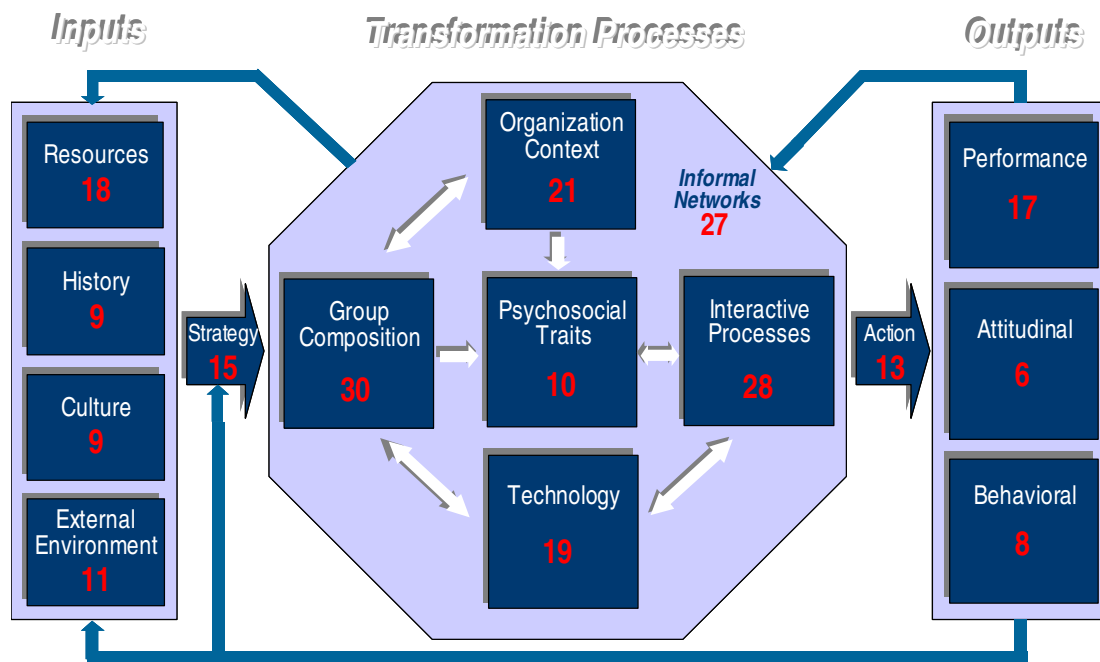 Inputs
Transformation Processes
Outputs
Resources
18
History
9
Culture
9
External
Environment
11
Strategy
15
Organization
Context
21
Informal
Networks
27
Group
Composition
30
Psychosocial
Traits
10
Interactive
Processes
28
Technology
19
Action
13
Performance
17
Attitudinal
6
Behavioral
8